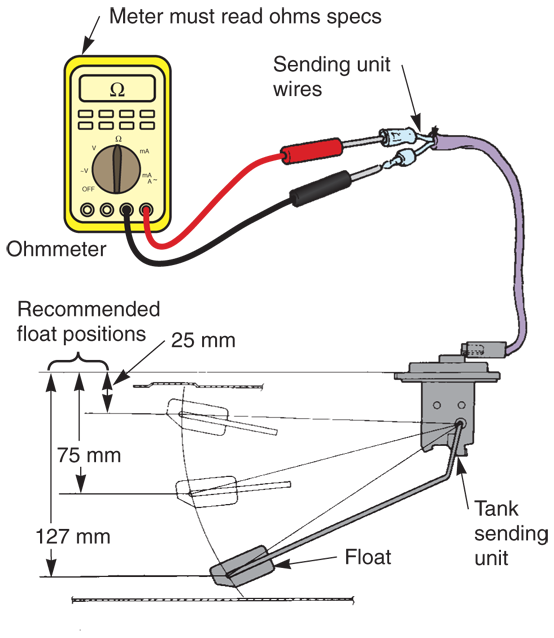 Meter must read ohms specs
Sending unit
wires
Ω
Ω
V
mA
~V
mA
A
OFF
Ohmmeter
Recommended
float positions
25 mm
75 mm
127 mm
Tank
sending
unit
Float